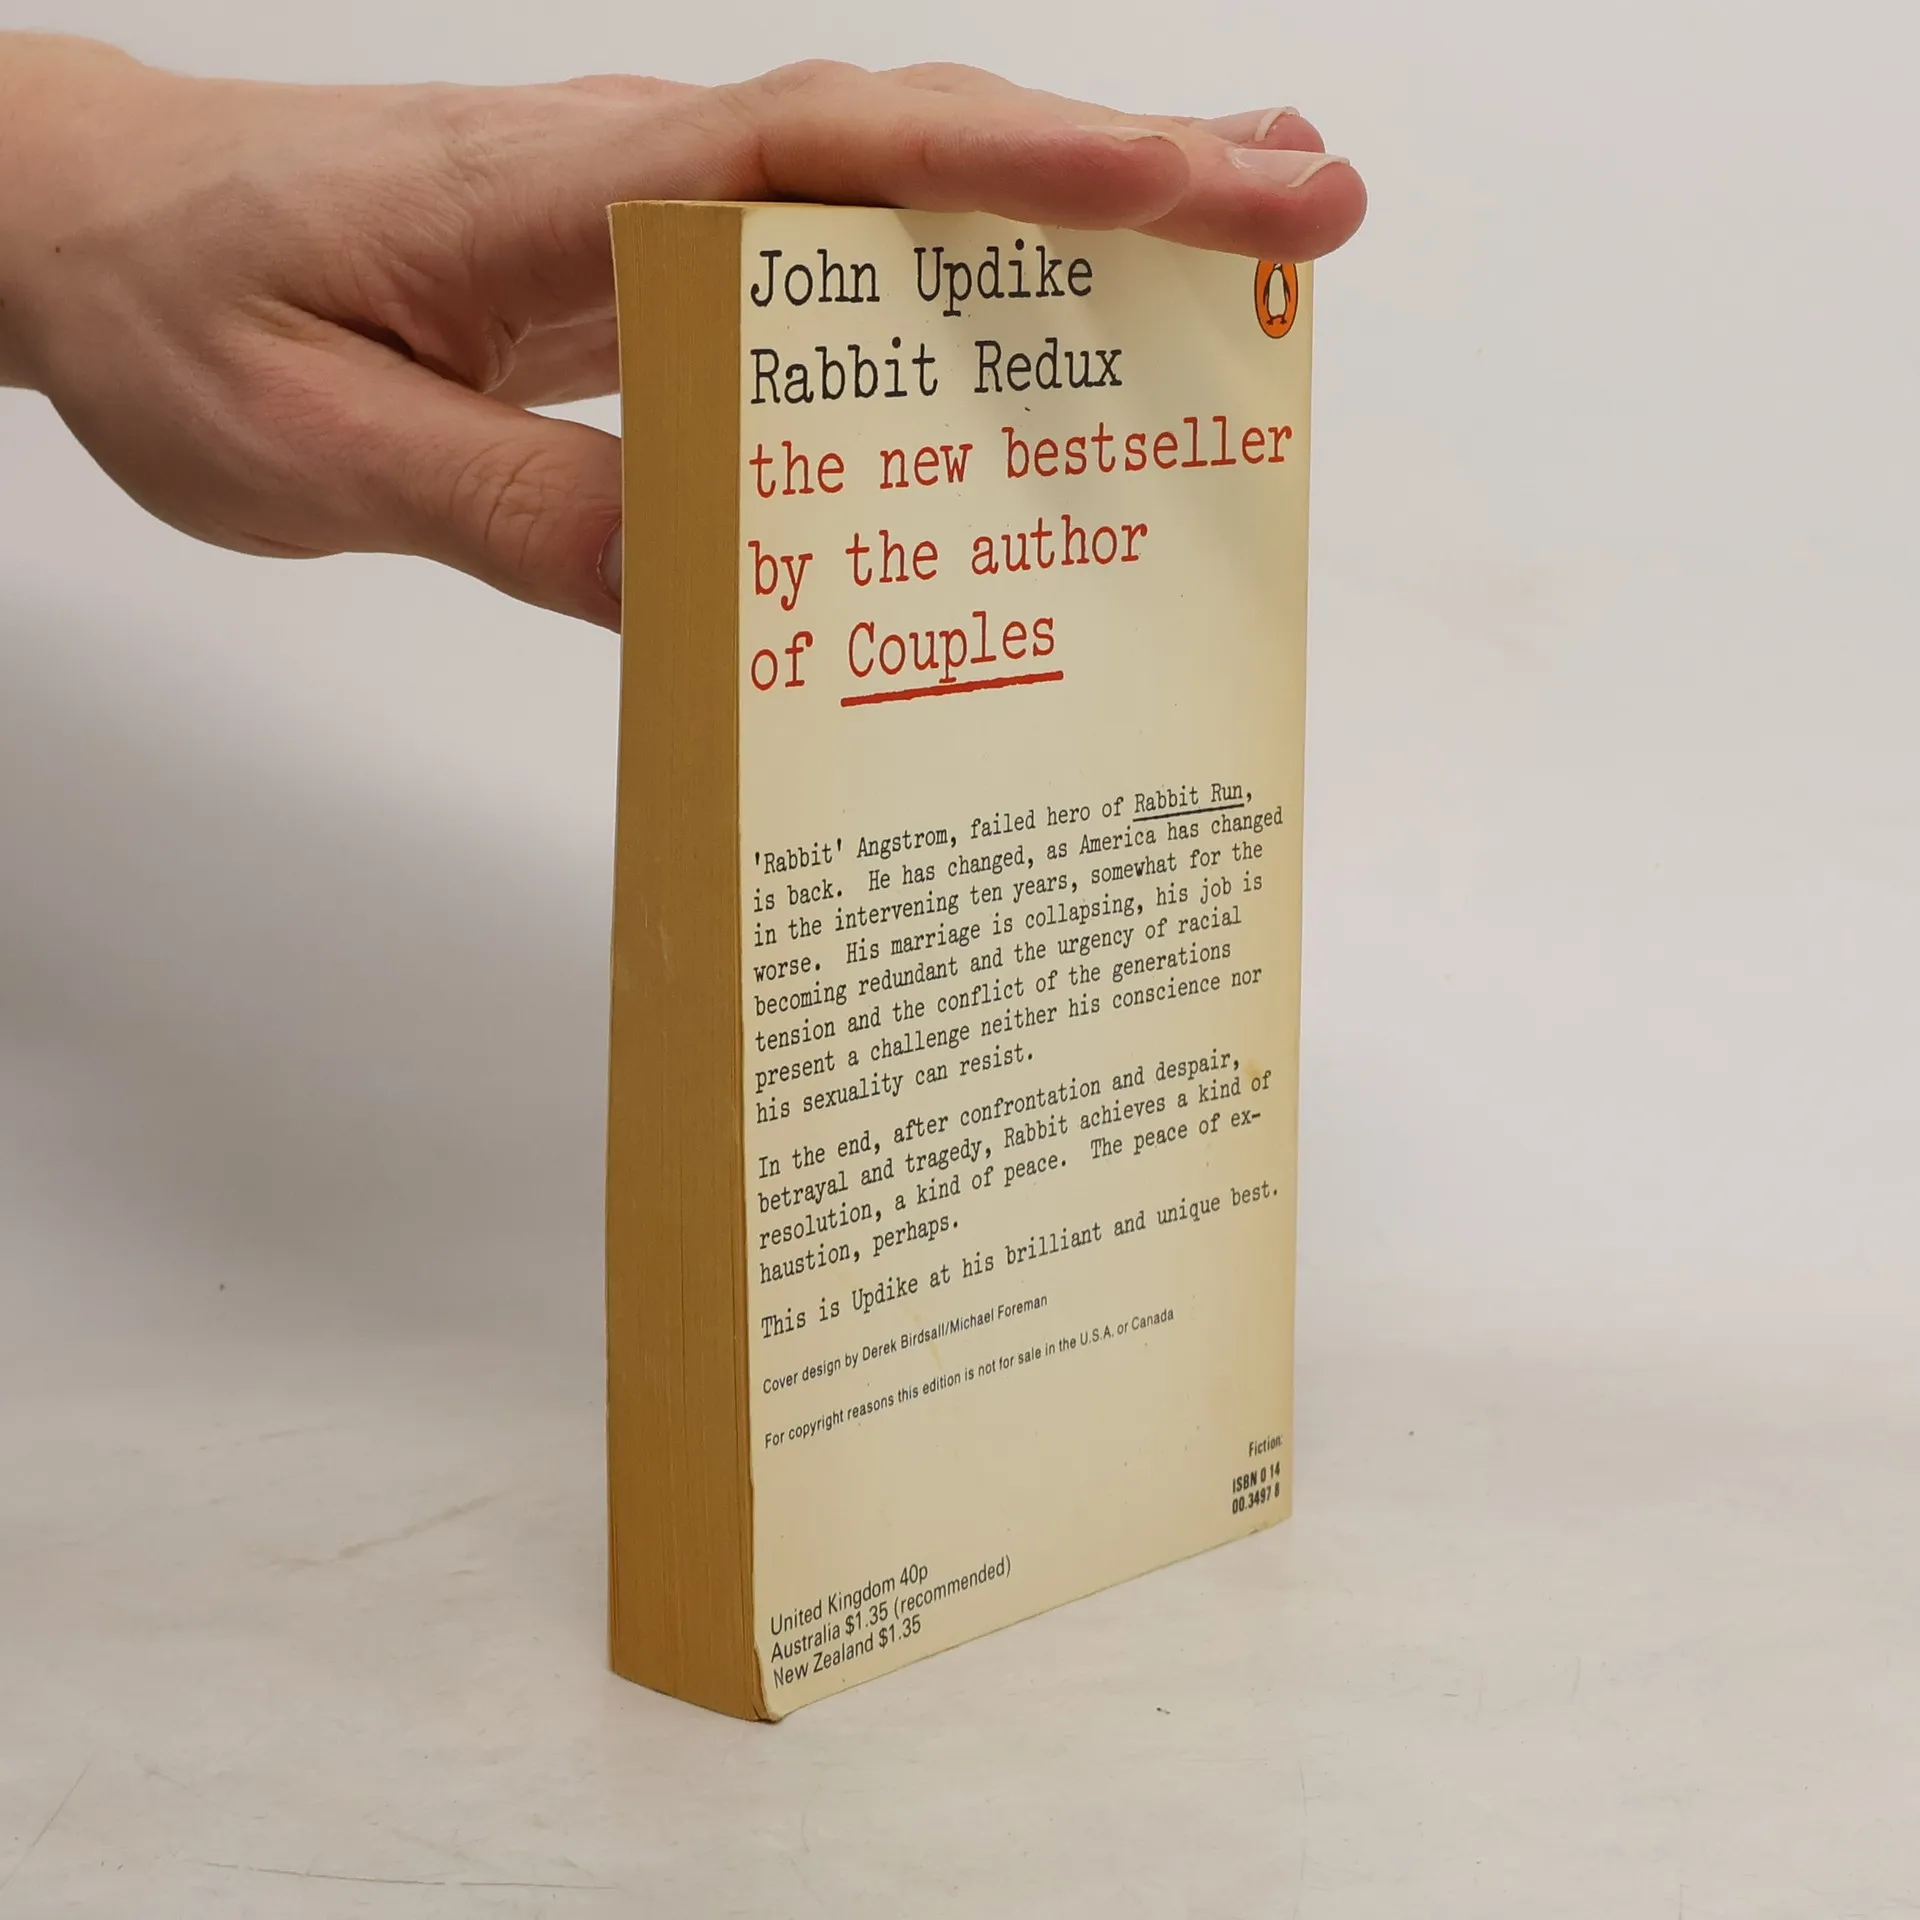 John Updike
Rabbit Redux
the new bestseller
by the author
of Couples
'Rabbit' Angstrom, failed hero of Rabbit Run,
is back. He has changed, as America has changed
in the intervening ten years, somewhat for the
worse. His marriage is collapsing, his job is
becoming redundant and the urgency of racial
tension and the conflict of the generations
present a challenge neither his conscience nor
his sexuality can resist.
In the end, after confrontation and despair,
betrayal and tragedy, Rabbit achieves a kind of
resolution, a kind of peace. The peace of ex-
haustion, perhaps.
This is Updike at his brilliant and unique best.
Cover design by Derek Birdsall/Michael Foreman
For copyright reasons this edition is not for sale in the U.S.A. or Canada
Fiction:
ISBN 0 14
00.3497 8
United Kingdom 40p
Australia $1.35 (recommended)
New Zealand $1.35